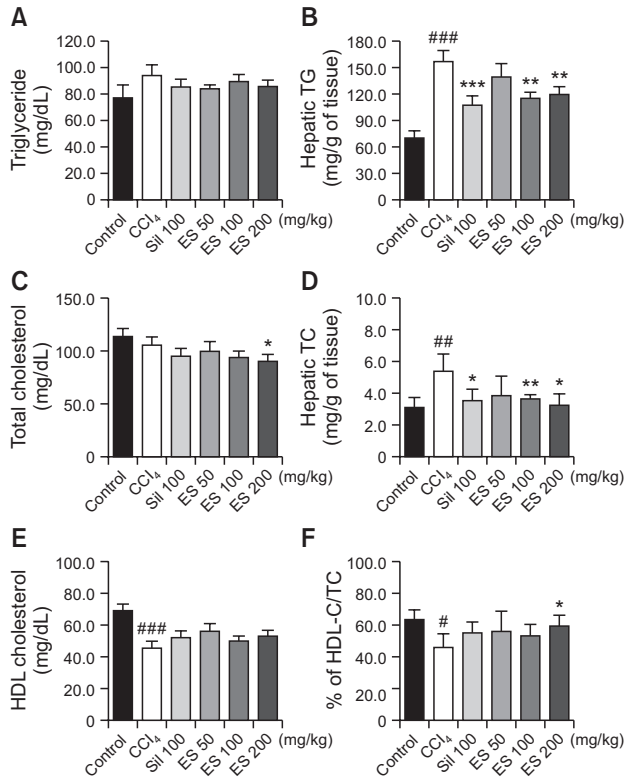 A
Triglyceride
(mg/dL)
120.0
100.0
80.0
60.0
40.0
20.0
0
Control
CCl₄
Sil 100
ES 50
ES 100
ES 200
(mg/kg)
B
Hepatic TG
(mg/g of tissue)
180.0
150.0
120.0
90.0
60.0
30.0
0
###
***
**
**
Control
CCl₄
Sil 100
ES 50
ES 100
ES 200
(mg/kg)
C
Total cholesterol
(mg/dL)
150.0
100.0
50.0
0
*
Control
CCl₄
Sil 100
ES 50
ES 100
ES 200
(mg/kg)
D
Hepatic TC
(mg/g of tissue)
8.0
6.0
4.0
2.0
0
##
*
**
*
Control
CCl₄
Sil 100
ES 50
ES 100
ES 200
(mg/kg)
E
HDL cholesterol
(mg/dL)
80.0
60.0
40.0
20.0
0
###
Control
CCl₄
Sil 100
ES 50
ES 100
ES 200
(mg/kg)
F
% of HDL-C/TC
80.0
60.0
40.0
20.0
0
#
*
Control
CCl₄
Sil 100
ES 50
ES 100
ES 200
(mg/kg)